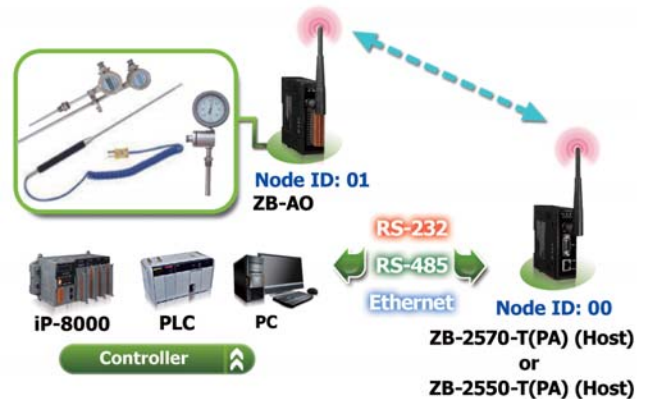 Node ID: 01
ZB-AO
RS-232
RS-485
Ethernet
iP-8000
PLC
PC
Controller
Node ID: 00
ZB-2570-T(PA) (Host)
or
ZB-2550-T(PA) (Host)